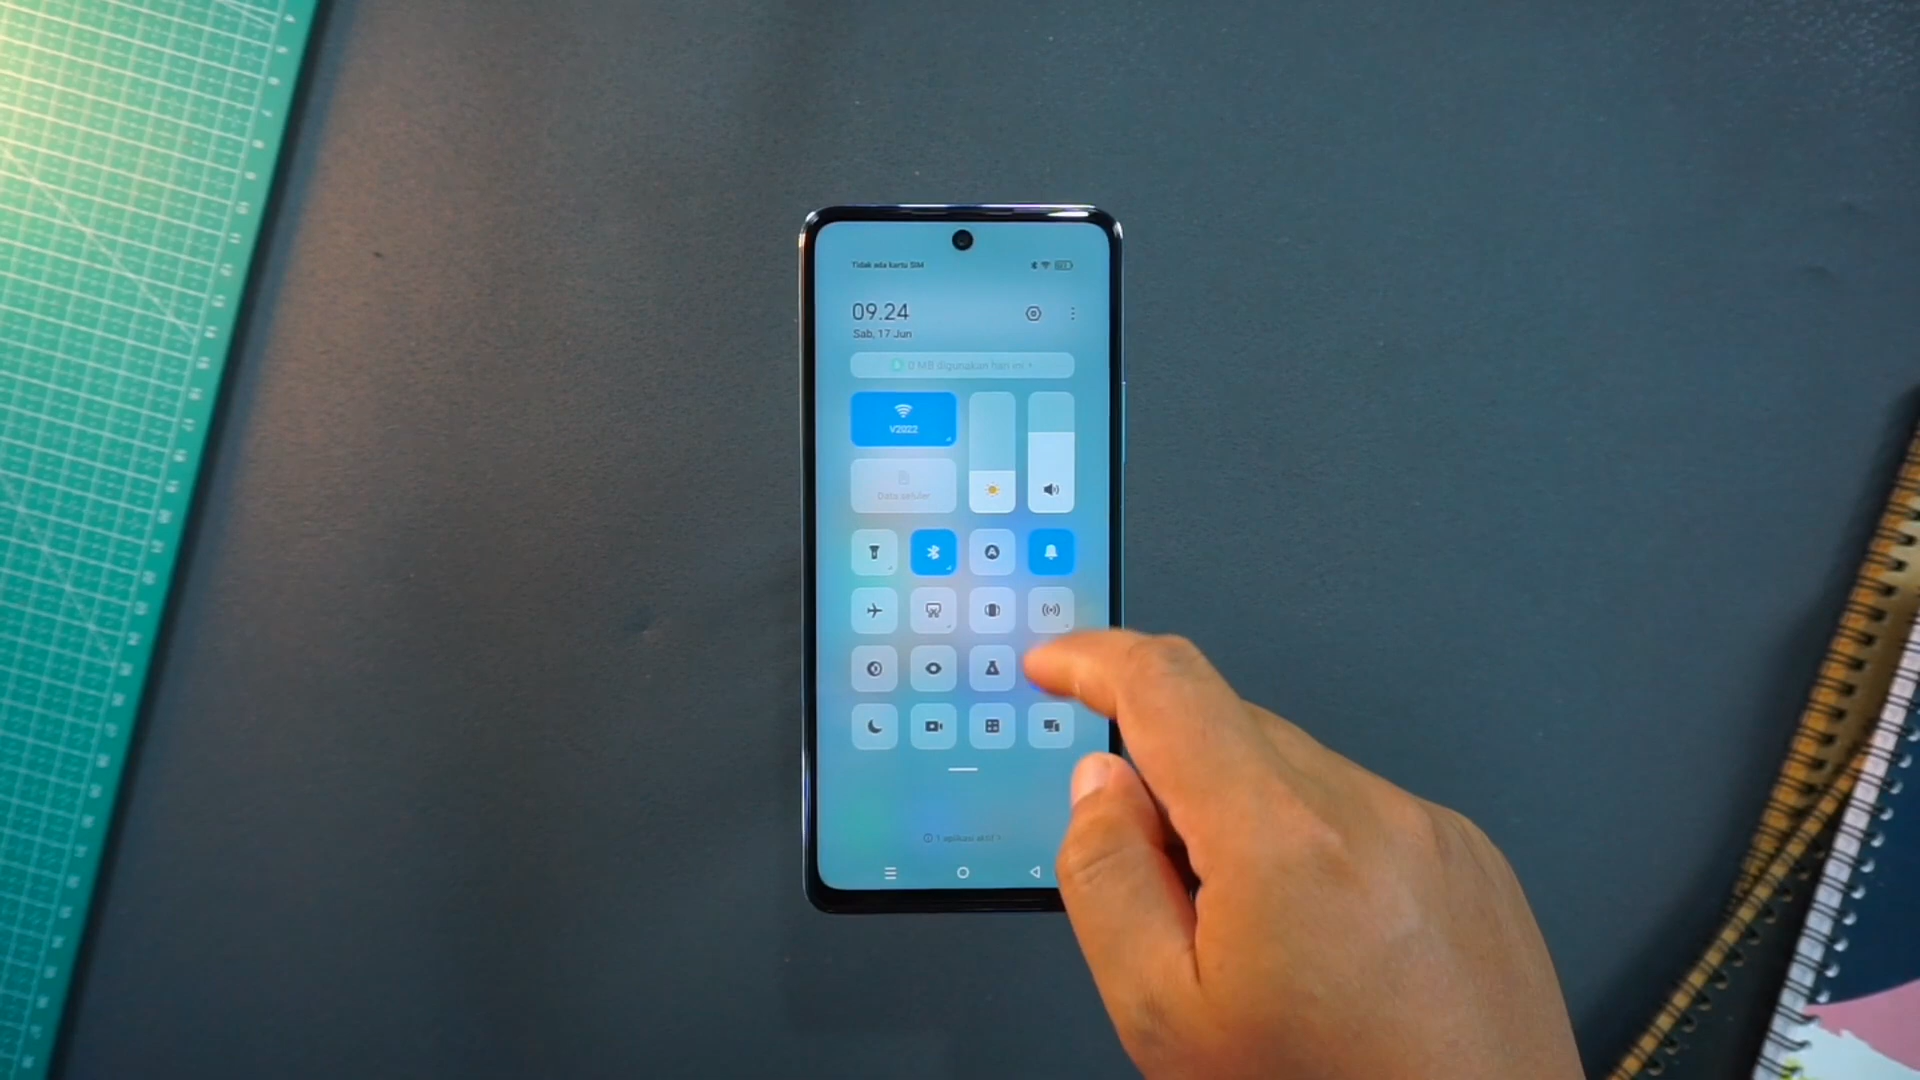 Tidak ada kartu SIM
09.24
Sab, 17 Jun
0 MB digunakan hari ini
V2022
Data seluler
1 aplikasi aktif